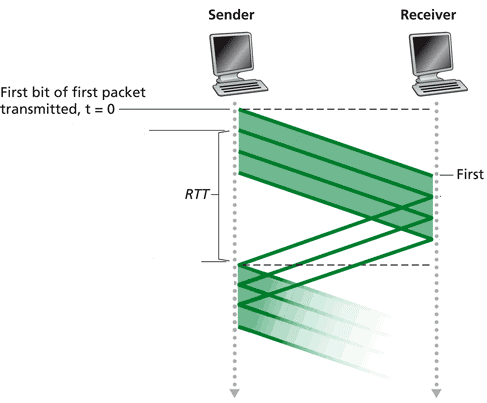 Sender
Receiver
First bit of first packet
transmitted, t = 0
First
RTT